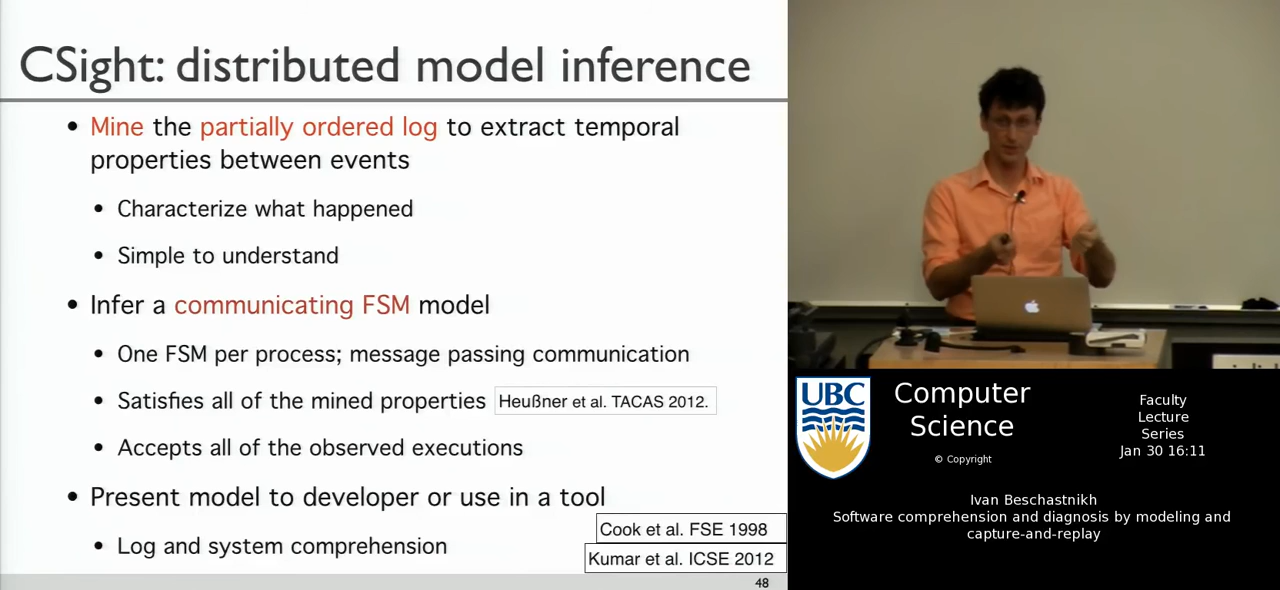 CSight: distributed model inference
• Mine the partially ordered log to extract temporal
properties between events
• Characterize what happened
• Simple to understand
• Infer a communicating FSM model
• One FSM per process; message passing communication
• Satisfies all of the mined properties
Heußner et al. TACAS 2012.
• Accepts all of the observed executions
• Present model to developer or use in a tool
Cook et al. FSE 1998
• Log and system comprehension
Kumar et al. ICSE 2012
48
UBC
Computer
Science
© Copyright
Faculty
Lecture
Series
Jan 30 16:11
Ivan Beschastnikh
Software comprehension and diagnosis by modeling and
capture-and-replay